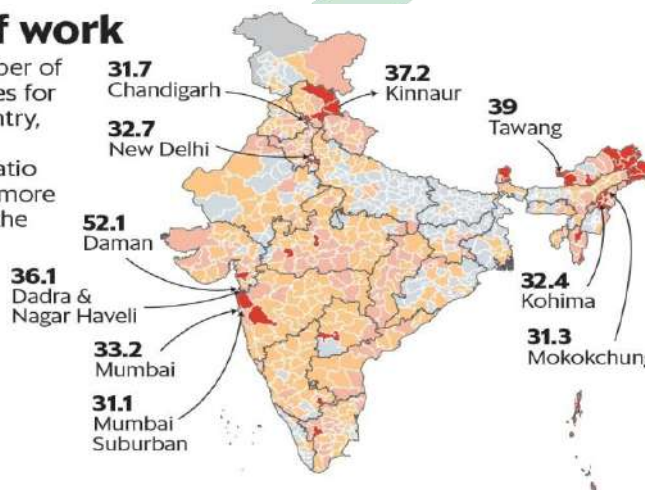 f work
ber of
es for
ntry,
atio
more
he
31.7
Chandigarh
32.7
New Delhi
52.1
Daman
36.1
Dadra &
Nagar Haveli
33.2
Mumbai
31.1
Mumbai
Suburban
37.2
Kinnaur
39
Tawang
32.4
Kohima
31.3
Mokokchung